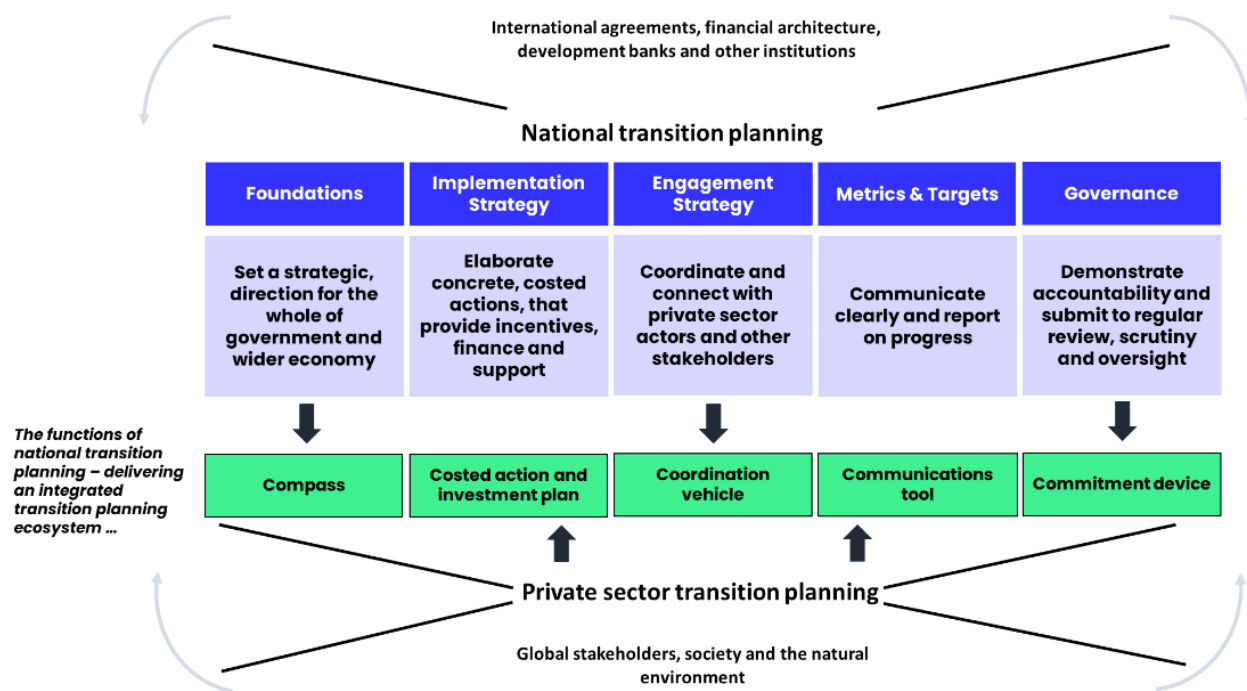 International agreements, financial architecture,
development banks and other institutions
National transition planning
Foundations
Implementation
Strategy
Engagement
Strategy
Metrics & Targets
Governance
Set a strategic,
direction for the
whole of
government and
wider economy
Elaborate
concrete, costed
actions, that
provide incentives,
finance and
support
Coordinate and
connect with
private sector
actors and other
stakeholders
Communicate
clearly and report
on progress
Demonstrate
accountability and
submit to regular
review, scrutiny
and oversight
The functions of
national transition
planning – delivering
an integrated
transition planning
ecosystem ...
Compass
Costed action and
investment plan
Coordination
vehicle
Communications
tool
Commitment device
Private sector transition planning
Global stakeholders, society and the natural
environment